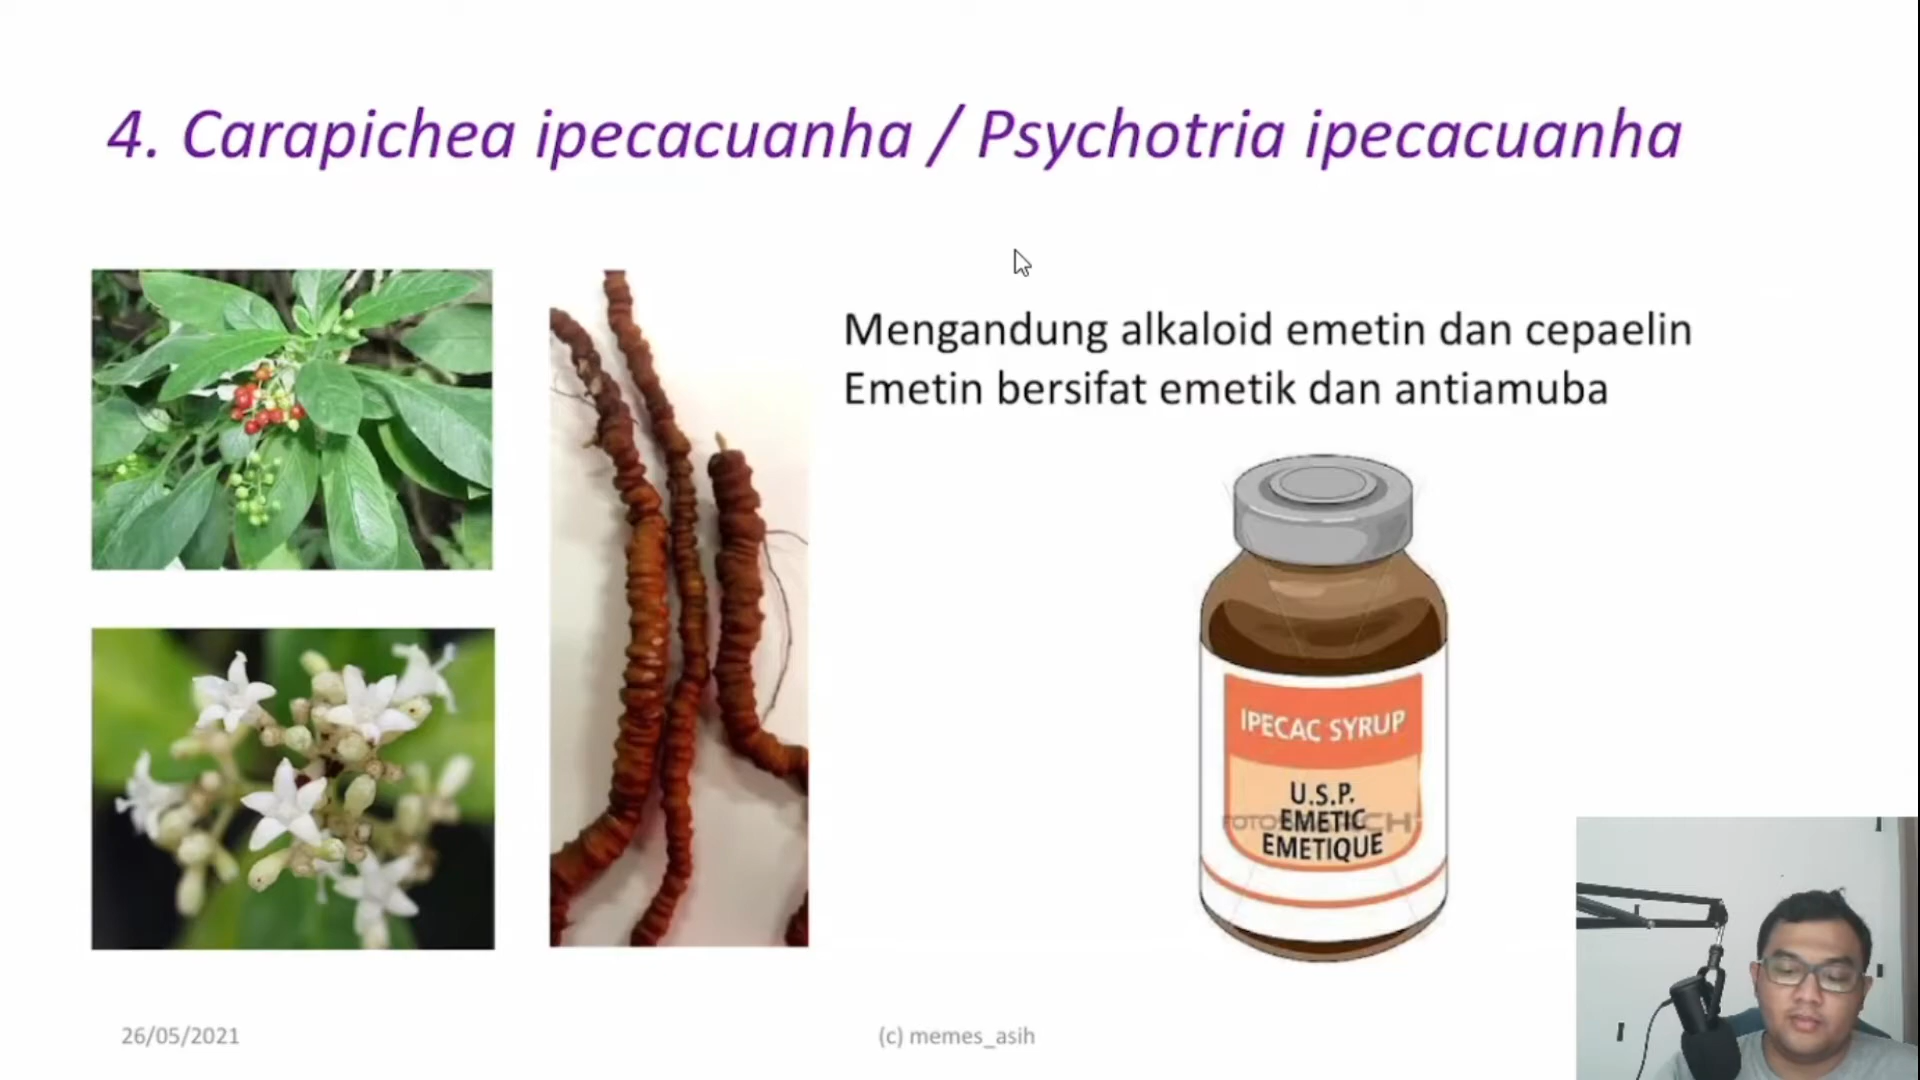 4. Carapichea ipecacuanha / Psychotria ipecacuanha
Mengandung alkaloid emetin dan cepaelin
Emetin bersifat emetik dan antiamuba
IPECAC SYRUP
U.S.P.
EMETIC
EMETIQUE
26/05/2021
(c) memes_asih